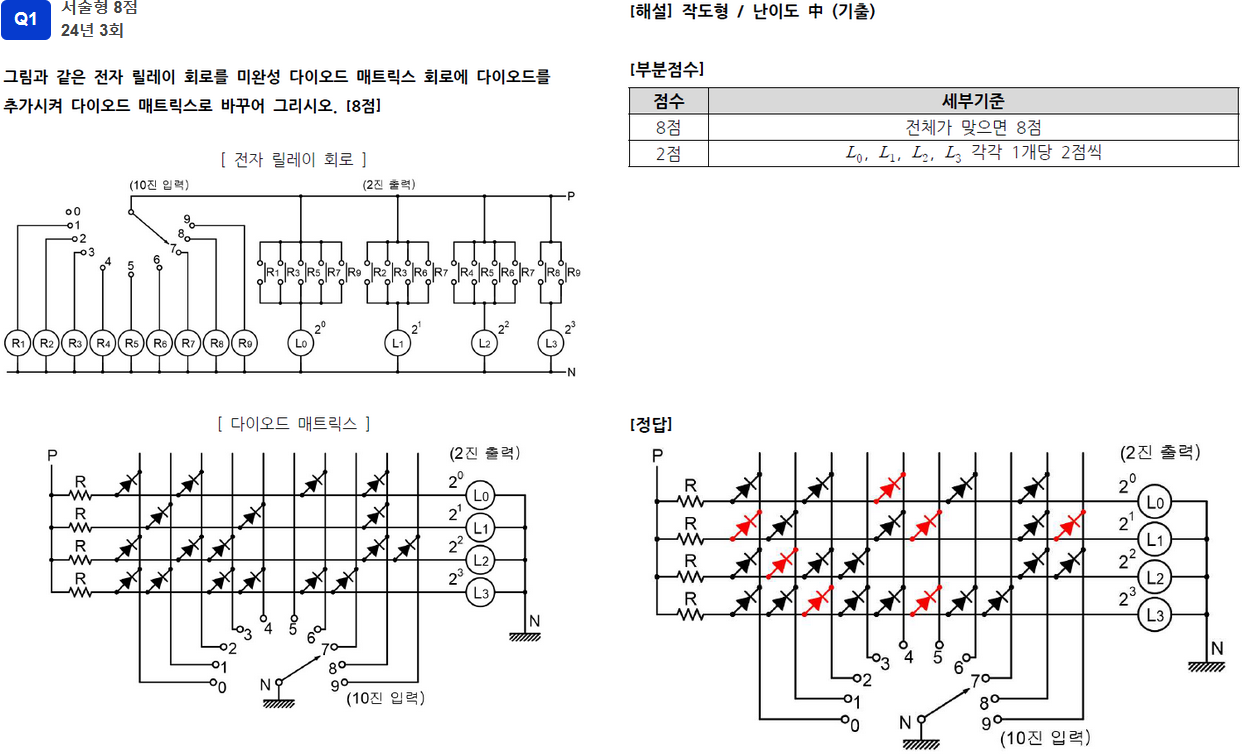 Q1
서술형 8점
24년 3회
그림과 같은 전자 릴레이 회로를 미완성 다이오드 매트릭스 회로에 다이오드를
추가시켜 다이오드 매트릭스로 바꾸어 그리시오. [8점]
[ 전자 릴레이 회로 ]
(10진 입력) (2진 출력)
P
0 1 2 3 4 5 6 7 8 9
R1 R3 R5 R7 R9 R2 R3 R6 R7 R4 R5 R6 R7 R8 R9
2^0 2^1 2^2 2^3
R1 R2 R3 R4 R5 R6 R7 R8 R9 L0 L1 L2 L3
N
[ 다이오드 매트릭스 ]
P (2진 출력)
R 2^0 L0
R 2^1 L1
R 2^2 L2
R 2^3 L3
N
0 1 2 3 4 5 6 7 8 9
N (10진 입력)
[해설] 작도형 / 난이도 中 (기출)
[부분점수]
점수 세부기준
8점 전체가 맞으면 8점
2점 L0, L1, L2, L3 각각 1개당 2점씩
[정답]
P (2진 출력)
R 2^0 L0
R 2^1 L1
R 2^2 L2
R 2^3 L3
N
0 1 2 3 4 5 6 7 8 9
N (10진 입력)